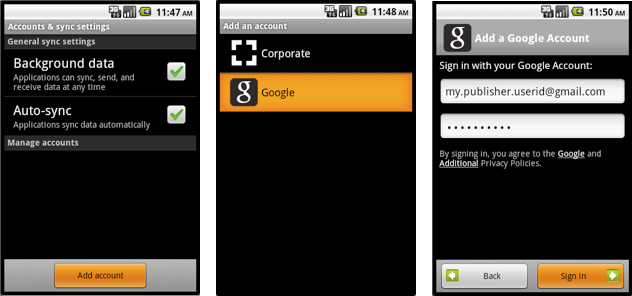 3G
11:47 AM
Accounts & sync settings
General sync settings
Background data
Applications can sync, send, and
receive data at any time
Auto-sync
Applications sync data automatically
Manage accounts
Add account
3G
11:48 AM
Add an account
Corporate
g Google
3G
11:50 AM
g Add a Google Account
Sign in with your Google Account:
my.publisher.userid@gmail.com
••••••••••
By signing in, you agree to the Google and
Additional Privacy Policies.
Back
Sign in